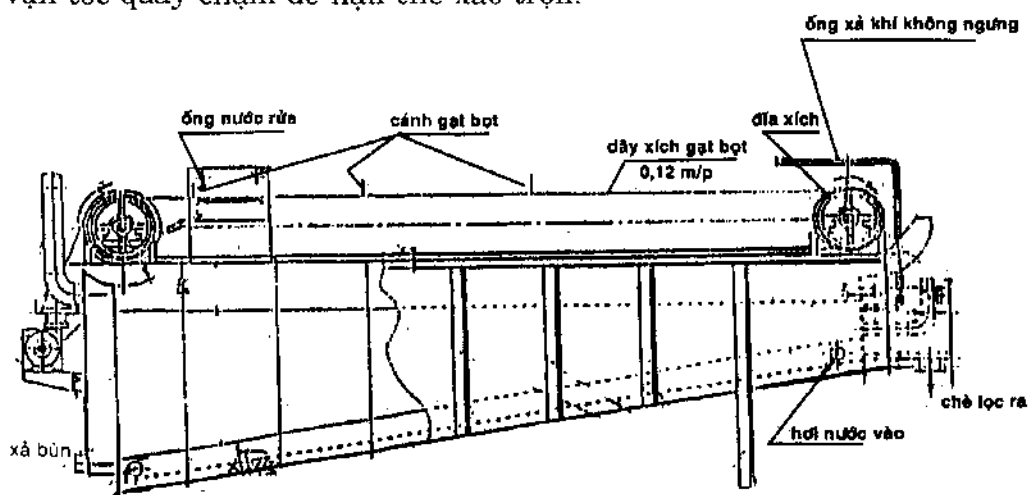 vận tốc quay chậm để hạn chế xáo trộn.
ống xả khí không ngưng
ống nước rửa
cánh gạt bọt
đĩa xích
dây xích gạt bọt
0,12 m/p
chè lọc ra
hơi nước vào
xả bùn